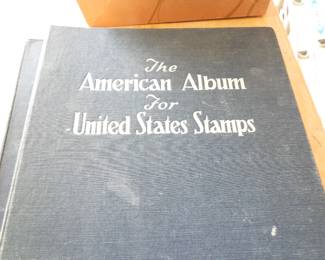 The
American Album
For
United States Stamps